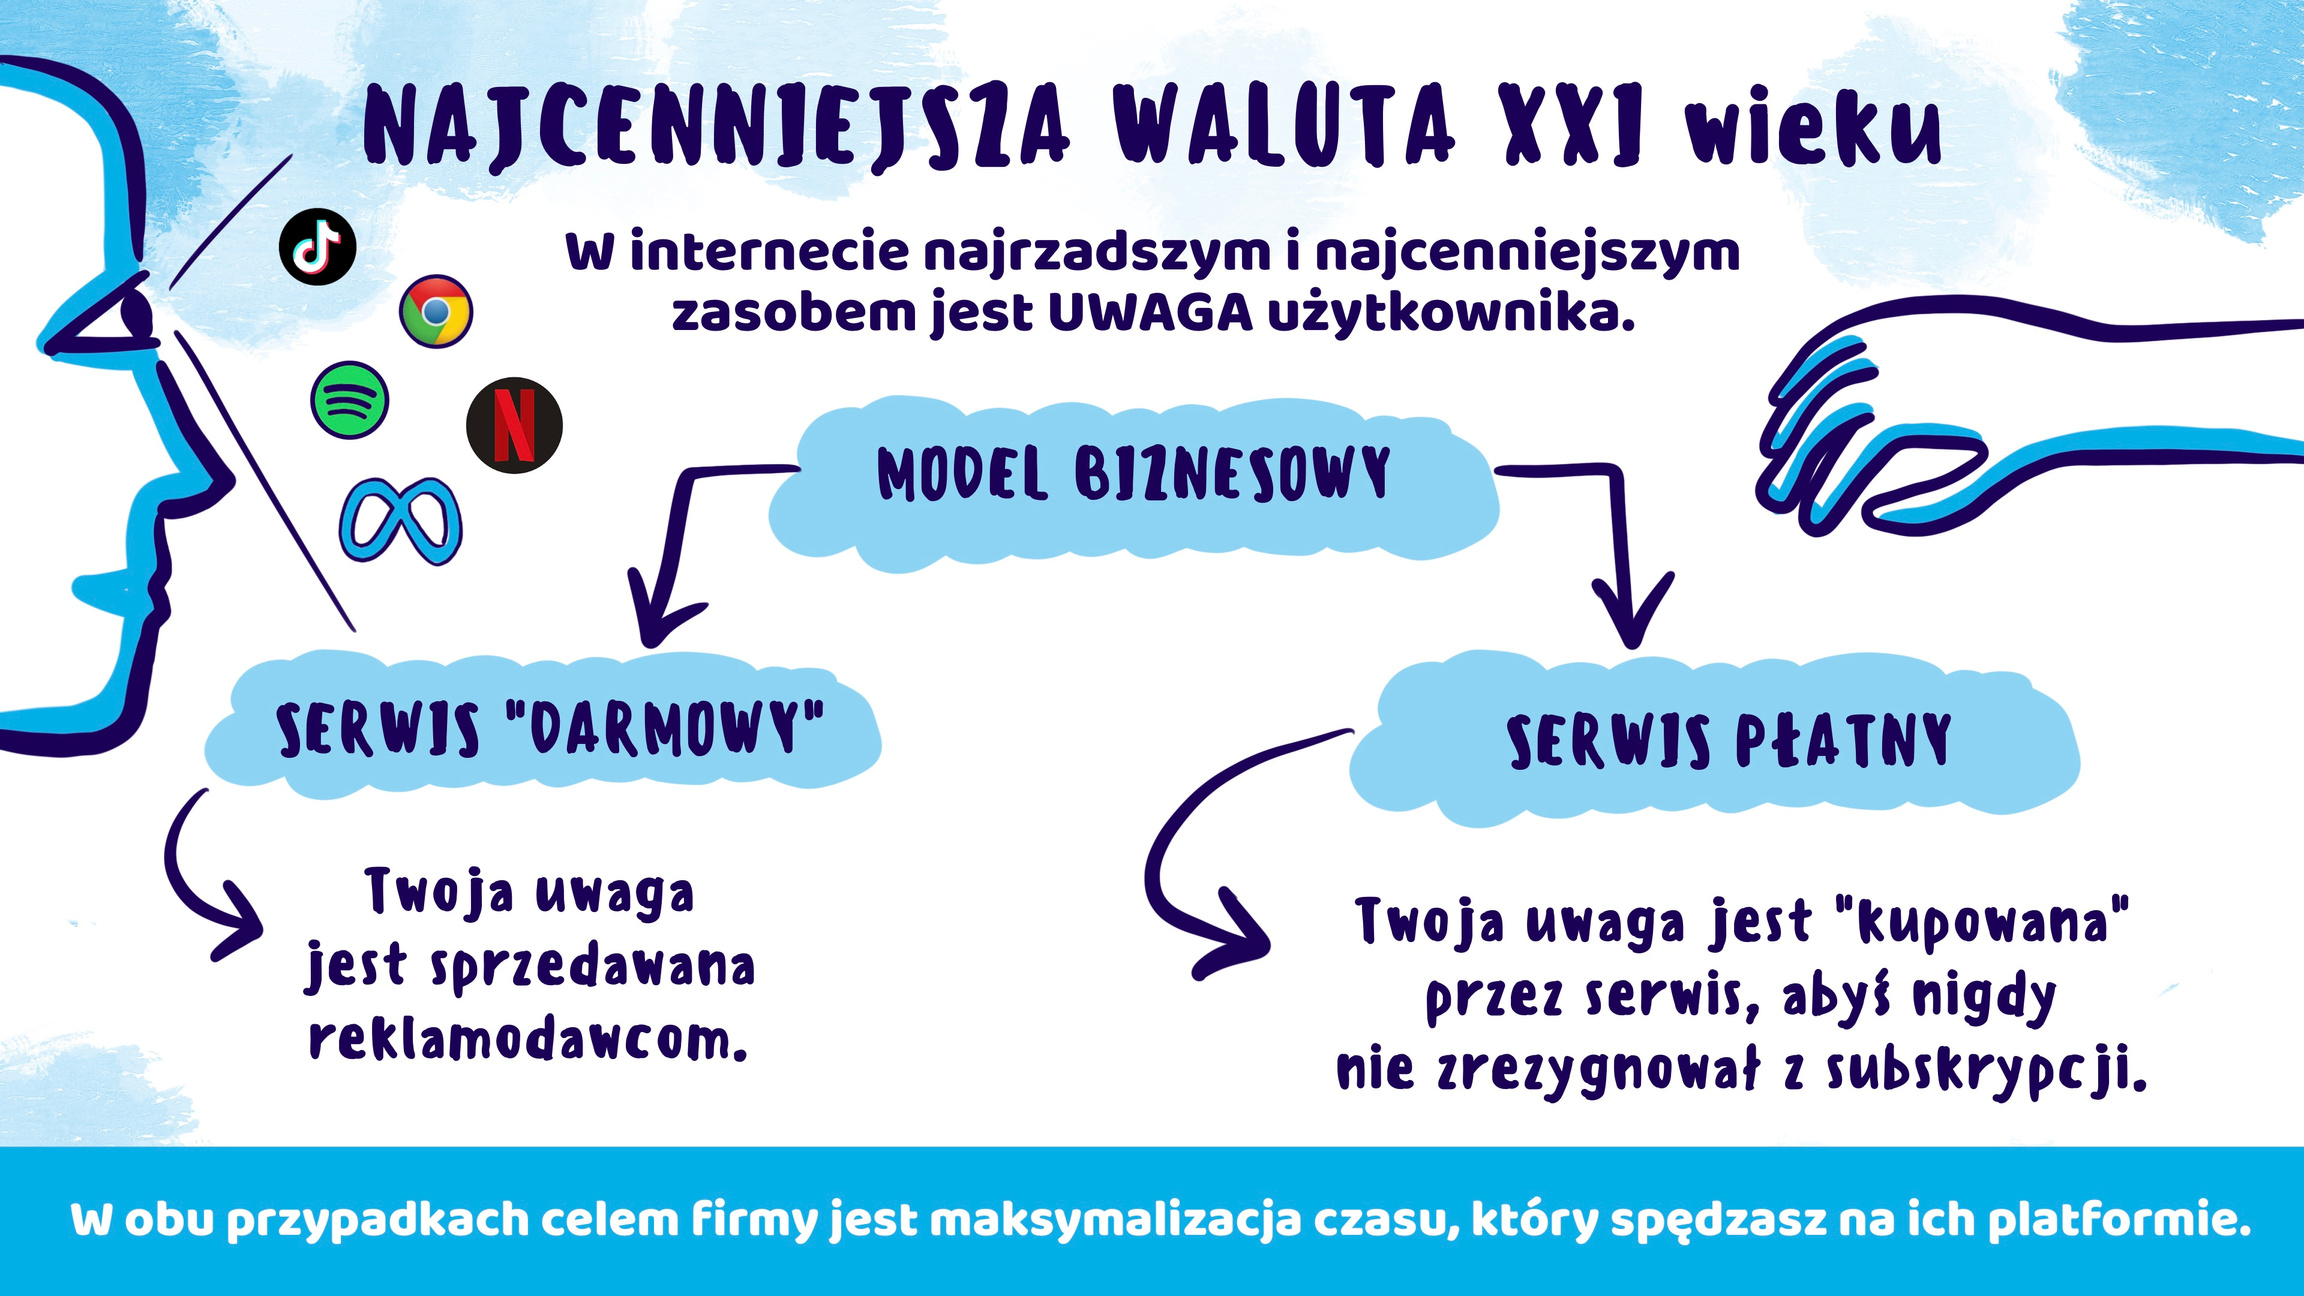 NAJCENNIEJSZA WALUTA XXI wieku
W internecie najrzadszym i najcenniejszym
zasobem jest UWAGA użytkownika.
N
MODEL BIZNESOWY
SERWIS "DARMOWY"
SERWIS PŁATNY
Twoja uwaga
jest sprzedawana
reklamodawcom.
Twoja uwaga jest "kupowana"
przez serwis, abyś nigdy
nie zrezygnował z subskrypcji.
W obu przypadkach celem firmy jest maksymalizacja czasu, który spędzasz na ich platformie.